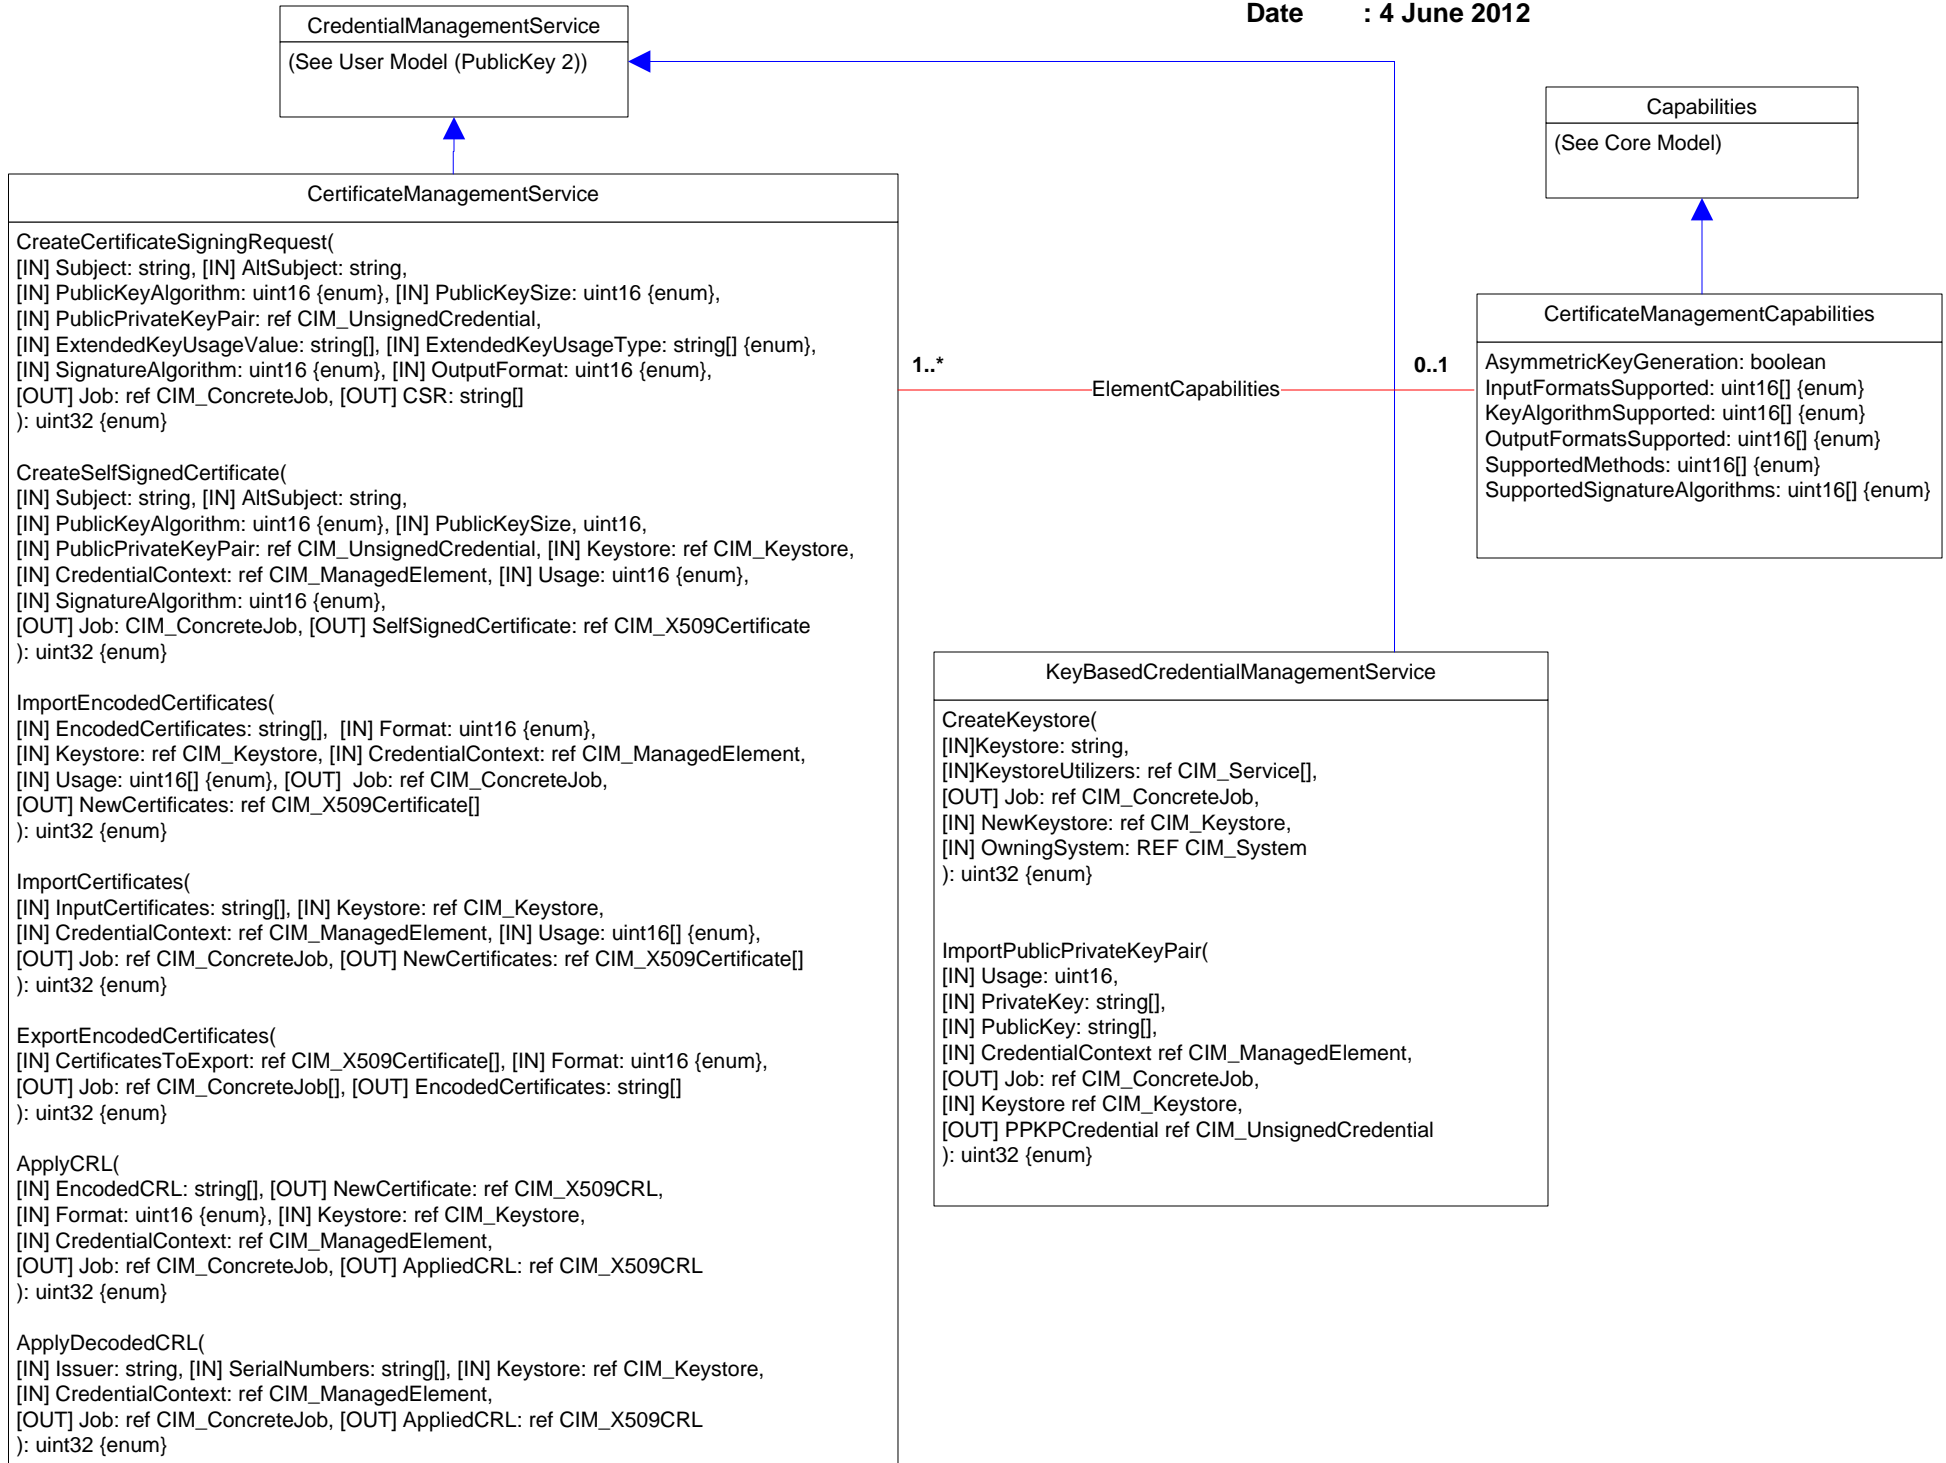 Date : 4 June 2012
CredentialManagementService
(See User Model (PublicKey 2))
Capabilities
(See Core Model)
CertificateManagementService
CreateCertificateSigningRequest(
[IN] Subject: string, [IN] AltSubject: string,
[IN] PublicKeyAlgorithm: uint16 {enum}, [IN] PublicKeySize: uint16 {enum},
[IN] PublicPrivateKeyPair: ref CIM_UnsignedCredential,
[IN] ExtendedKeyUsageValue: string[], [IN] ExtendedKeyUsageType: string[] {enum},
[IN] SignatureAlgorithm: uint16 {enum}, [IN] OutputFormat: uint16 {enum},
[OUT] Job: ref CIM_ConcreteJob, [OUT] CSR: string[]
): uint32 {enum}
CreateSelfSignedCertificate(
[IN] Subject: string, [IN] AltSubject: string,
[IN] PublicKeyAlgorithm: uint16 {enum}, [IN] PublicKeySize, uint16,
[IN] PublicPrivateKeyPair: ref CIM_UnsignedCredential, [IN] Keystore: ref CIM_Keystore,
[IN] CredentialContext: ref CIM_ManagedElement, [IN] Usage: uint16 {enum},
[IN] SignatureAlgorithm: uint16 {enum},
[OUT] Job: CIM_ConcreteJob, [OUT] SelfSignedCertificate: ref CIM_X509Certificate
): uint32 {enum}
ImportEncodedCertificates(
[IN] EncodedCertificates: string[], [IN] Format: uint16 {enum},
[IN] Keystore: ref CIM_Keystore, [IN] CredentialContext: ref CIM_ManagedElement,
[IN] Usage: uint16[] {enum}, [OUT] Job: ref CIM_ConcreteJob,
[OUT] NewCertificates: ref CIM_X509Certificate[]
): uint32 {enum}
ImportCertificates(
[IN] InputCertificates: string[], [IN] Keystore: ref CIM_Keystore,
[IN] CredentialContext: ref CIM_ManagedElement, [IN] Usage: uint16[] {enum},
[OUT] Job: ref CIM_ConcreteJob, [OUT] NewCertificates: ref CIM_X509Certificate[]
): uint32 {enum}
ExportEncodedCertificates(
[IN] CertificatesToExport: ref CIM_X509Certificate[], [IN] Format: uint16 {enum},
[OUT] Job: ref CIM_ConcreteJob[], [OUT] EncodedCertificates: string[]
): uint32 {enum}
ApplyCRL(
[IN] EncodedCRL: string[], [OUT] NewCertificate: ref CIM_X509CRL,
[IN] Format: uint16 {enum}, [IN] Keystore: ref CIM_Keystore,
[IN] CredentialContext: ref CIM_ManagedElement,
[OUT] Job: ref CIM_ConcreteJob, [OUT] AppliedCRL: ref CIM_X509CRL
): uint32 {enum}
ApplyDecodedCRL(
[IN] Issuer: string, [IN] SerialNumbers: string[], [IN] Keystore: ref CIM_Keystore,
[IN] CredentialContext: ref CIM_ManagedElement,
[OUT] Job: ref CIM_ConcreteJob, [OUT] AppliedCRL: ref CIM_X509CRL
): uint32 {enum}
1..*
ElementCapabilities
0..1
CertificateManagementCapabilities
AsymmetricKeyGeneration: boolean
InputFormatsSupported: uint16[] {enum}
KeyAlgorithmSupported: uint16[] {enum}
OutputFormatsSupported: uint16[] {enum}
SupportedMethods: uint16[] {enum}
SupportedSignatureAlgorithms: uint16[] {enum}
KeyBasedCredentialManagementService
CreateKeystore(
[IN]Keystore: string,
[IN]KeystoreUtilizers: ref CIM_Service[],
[OUT] Job: ref CIM_ConcreteJob,
[IN] NewKeystore: ref CIM_Keystore,
[IN] OwningSystem: REF CIM_System
): uint32 {enum}
ImportPublicPrivateKeyPair(
[IN] Usage: uint16,
[IN] PrivateKey: string[],
[IN] PublicKey: string[],
[IN] CredentialContext ref CIM_ManagedElement,
[OUT] Job: ref CIM_ConcreteJob,
[IN] Keystore ref CIM_Keystore,
[OUT] PPKPCredential ref CIM_UnsignedCredential
): uint32 {enum}